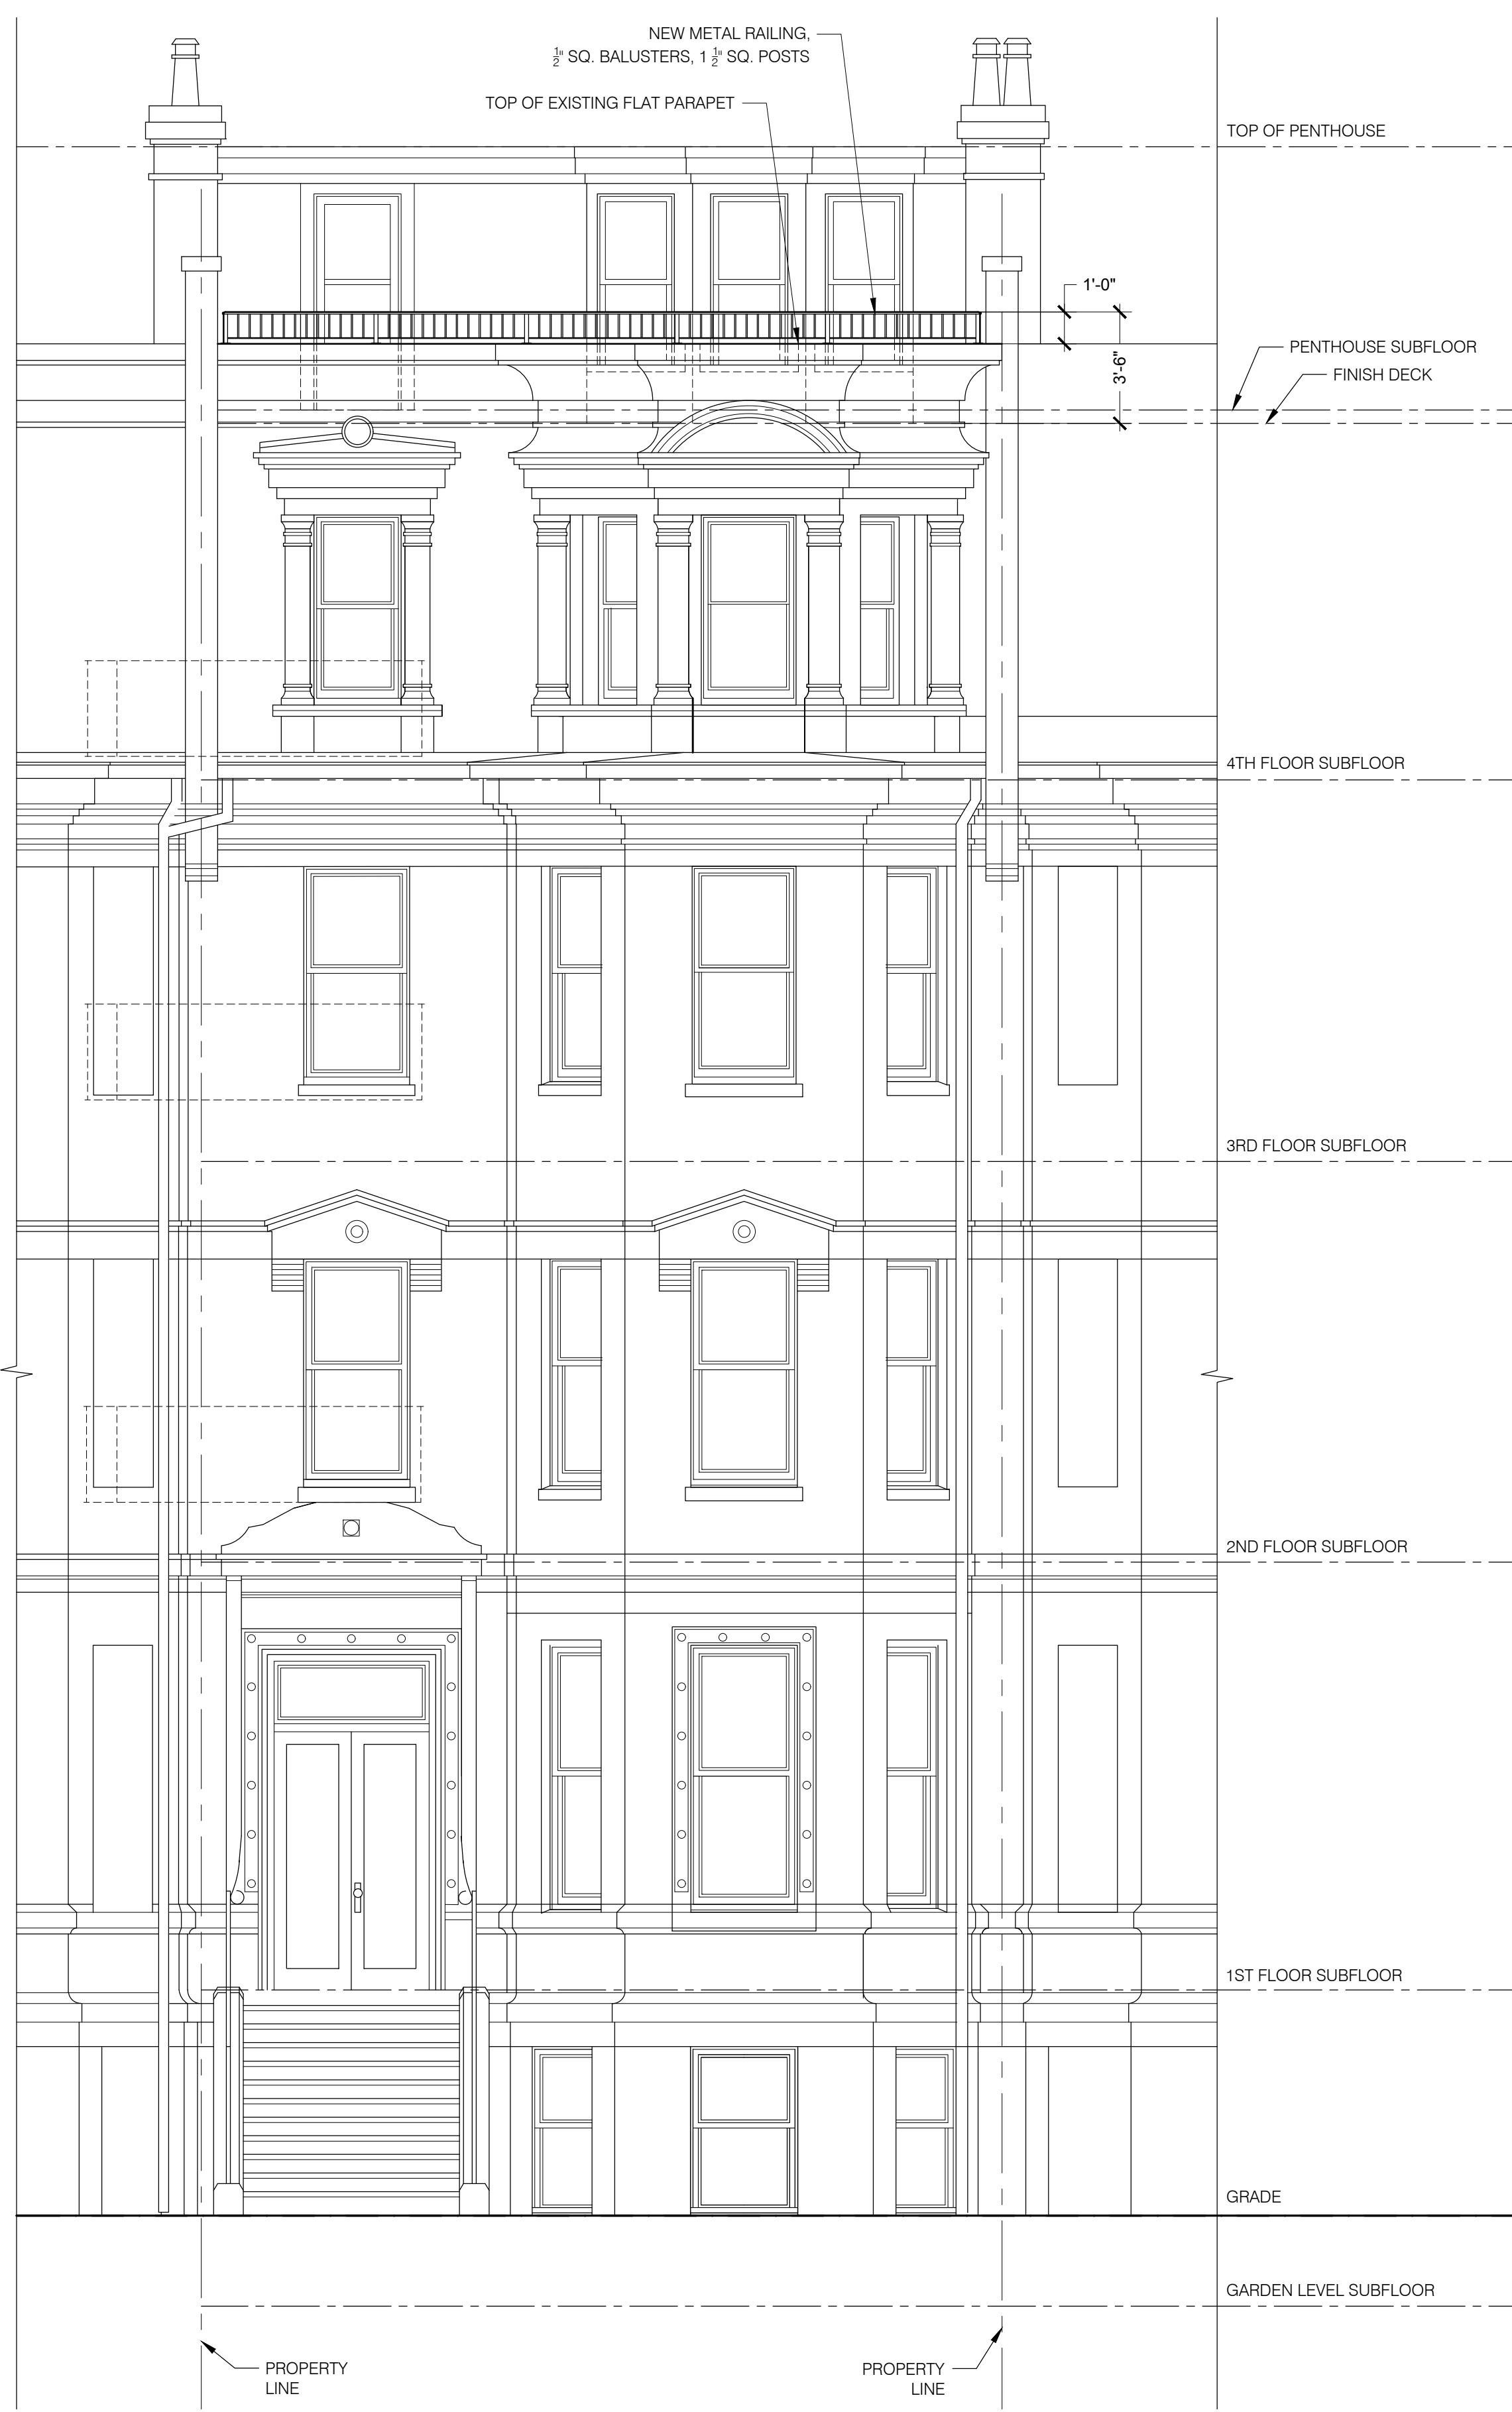 NEW METAL RAILING,
1/2" SQ. BALUSTERS, 1 1/2" SQ. POSTS
TOP OF EXISTING FLAT PARAPET
TOP OF PENTHOUSE
1'-0"
3'-6"
PENTHOUSE SUBFLOOR
FINISH DECK
4TH FLOOR SUBFLOOR
3RD FLOOR SUBFLOOR
2ND FLOOR SUBFLOOR
1ST FLOOR SUBFLOOR
GRADE
GARDEN LEVEL SUBFLOOR
PROPERTY
LINE
PROPERTY
LINE